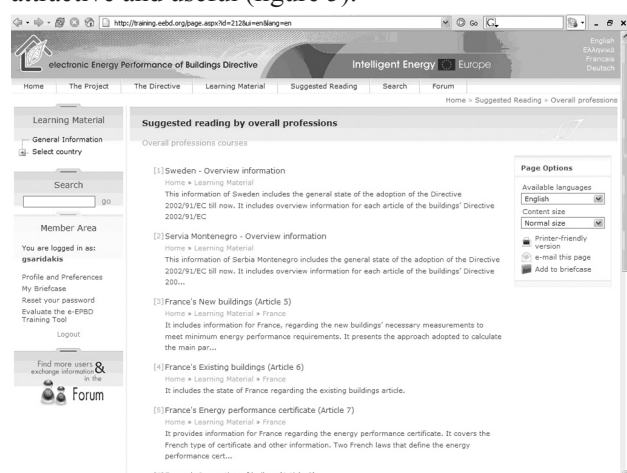 attractive and useful (figure 3).
http://training.eebd.org/page.aspx?id=212&ui=en&lang=en
Go
G
English
Ελληνικά
Francais
Deutsch
electronic Energy Performance of Buildings Directive
Intelligent Energy Europe
Home The Project The Directive Learning Material Suggested Reading Search Forum
Home » Suggested Reading » Overall professions
Learning Material
General Information
Select country
Search
go
Member Area
You are logged in as:
gsaridakis
Profile and Preferences
My Briefcase
Reset your password
Evaluate the e-EPBD
Training Tool
Logout
Find more users &
exchange information
in the
Forum
Suggested reading by overall professions
Overall professions courses
[1] Sweden - Overview information
Home » Learning Material
This information of Sweden includes the general state of the adoption of the Directive
2002/91/EC till now. It includes overview information for each article of the buildings' Directive
2002/91/EC
[2] Servia Montenegro - Overview information
Home » Learning Material
This information of Serbia Montenegro includes the general state of the adoption of the Directive
2002/91/EC till now. It includes overview information for each article of the buildings' Directive
200...
[3] France's New buildings (Article 5)
Home » Learning Material » France
It includes information for France, regarding the new buildings' necessary measurements to
meet minimum energy performance requirements. It presents the approach adopted to calculate
the main par...
[4] France's Existing buildings (Article 6)
Home » Learning Material » France
It includes the state of France regarding the existing buildings article.
[5] France's Energy performance certificate (Article 7)
Home » Learning Material » France
It provides information for France regarding the energy performance certificate. It covers the
French type of certificate and other information. Two French laws that define the energy
performance cert...
Page Options
Available languages
English
Content size
Normal size
Printer-friendly
version
e-mail this page
Add to briefcase